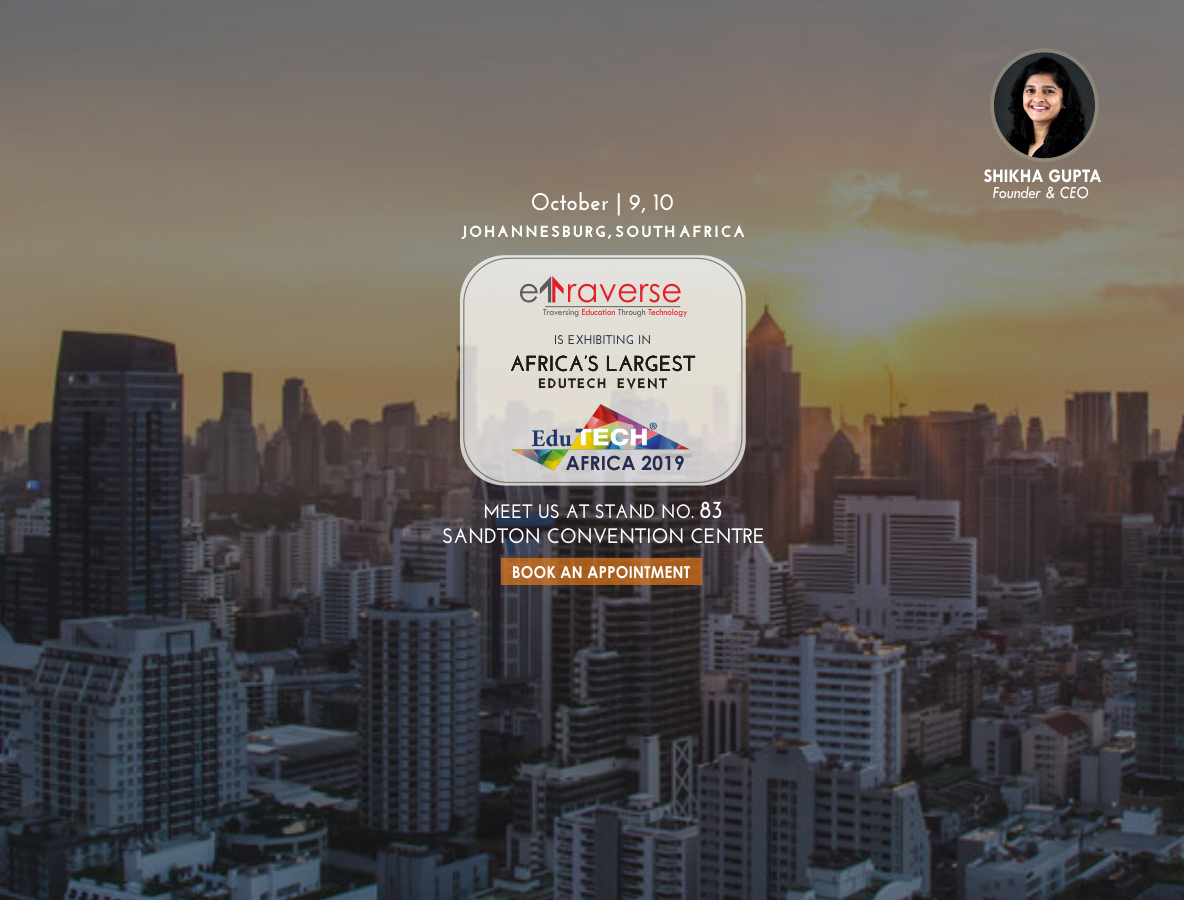 SHIKHA GUPTA
Founder & CEO
October | 9, 10
JOHANNESBURG, SOUTH AFRICA
etraverse
Traversing Education Through Technology
IS EXHIBITING IN
AFRICA'S LARGEST
EDUTECH EVENT
EduTECH®
AFRICA 2019
MEET US AT STAND NO. 83
SANDTON CONVENTION CENTRE
BOOK AN APPOINTMENT